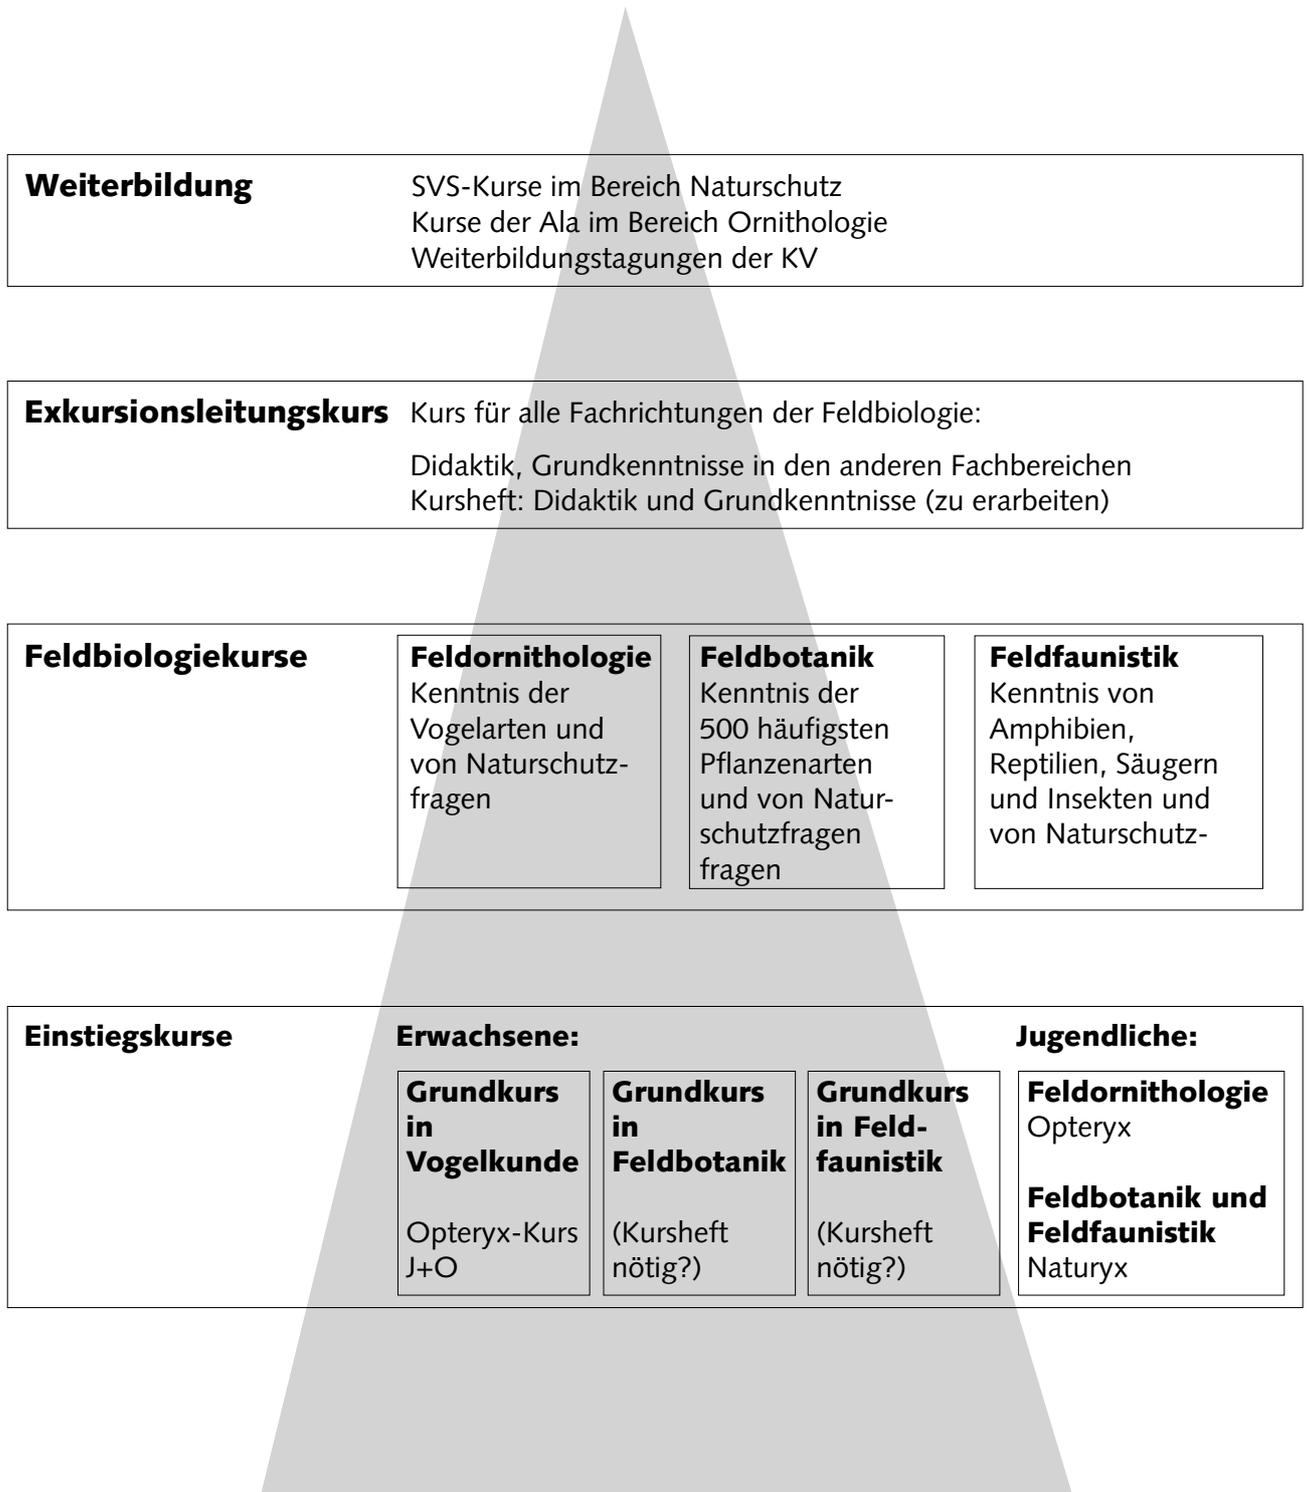 Weiterbildung
SVS-Kurse im Bereich Naturschutz
Kurse der Ala im Bereich Ornithologie
Weiterbildungstagungen der KV
Exkursionsleitungskurs
Kurs für alle Fachrichtungen der Feldbiologie:
Didaktik, Grundkenntnisse in den anderen Fachbereichen
Kursheft: Didaktik und Grundkenntnisse (zu erarbeiten)
Feldbiologiekurse
Feldornithologie
Kenntnis der
Vogelarten und
von Naturschutz-
fragen
Feldbotanik
Kenntnis der
500 häufigsten
Pflanzenarten
und von Natur-
schutzfragen
fragen
Feldfaunistik
Kenntnis von
Amphibien,
Reptilien, Säugern
und Insekten und
von Naturschutz-
Einstiegskurse
Erwachsene:
Grundkurs
in
Vogelkunde
Opteryx-Kurs
J+O
Grundkurs
in
Feldbotanik
(Kursheft
nötig?)
Grundkurs
in Feld-
faunistik
(Kursheft
nötig?)
Jugendliche:
Feldornithologie
Opteryx
Feldbotanik und
Feldfaunistik
Naturyx